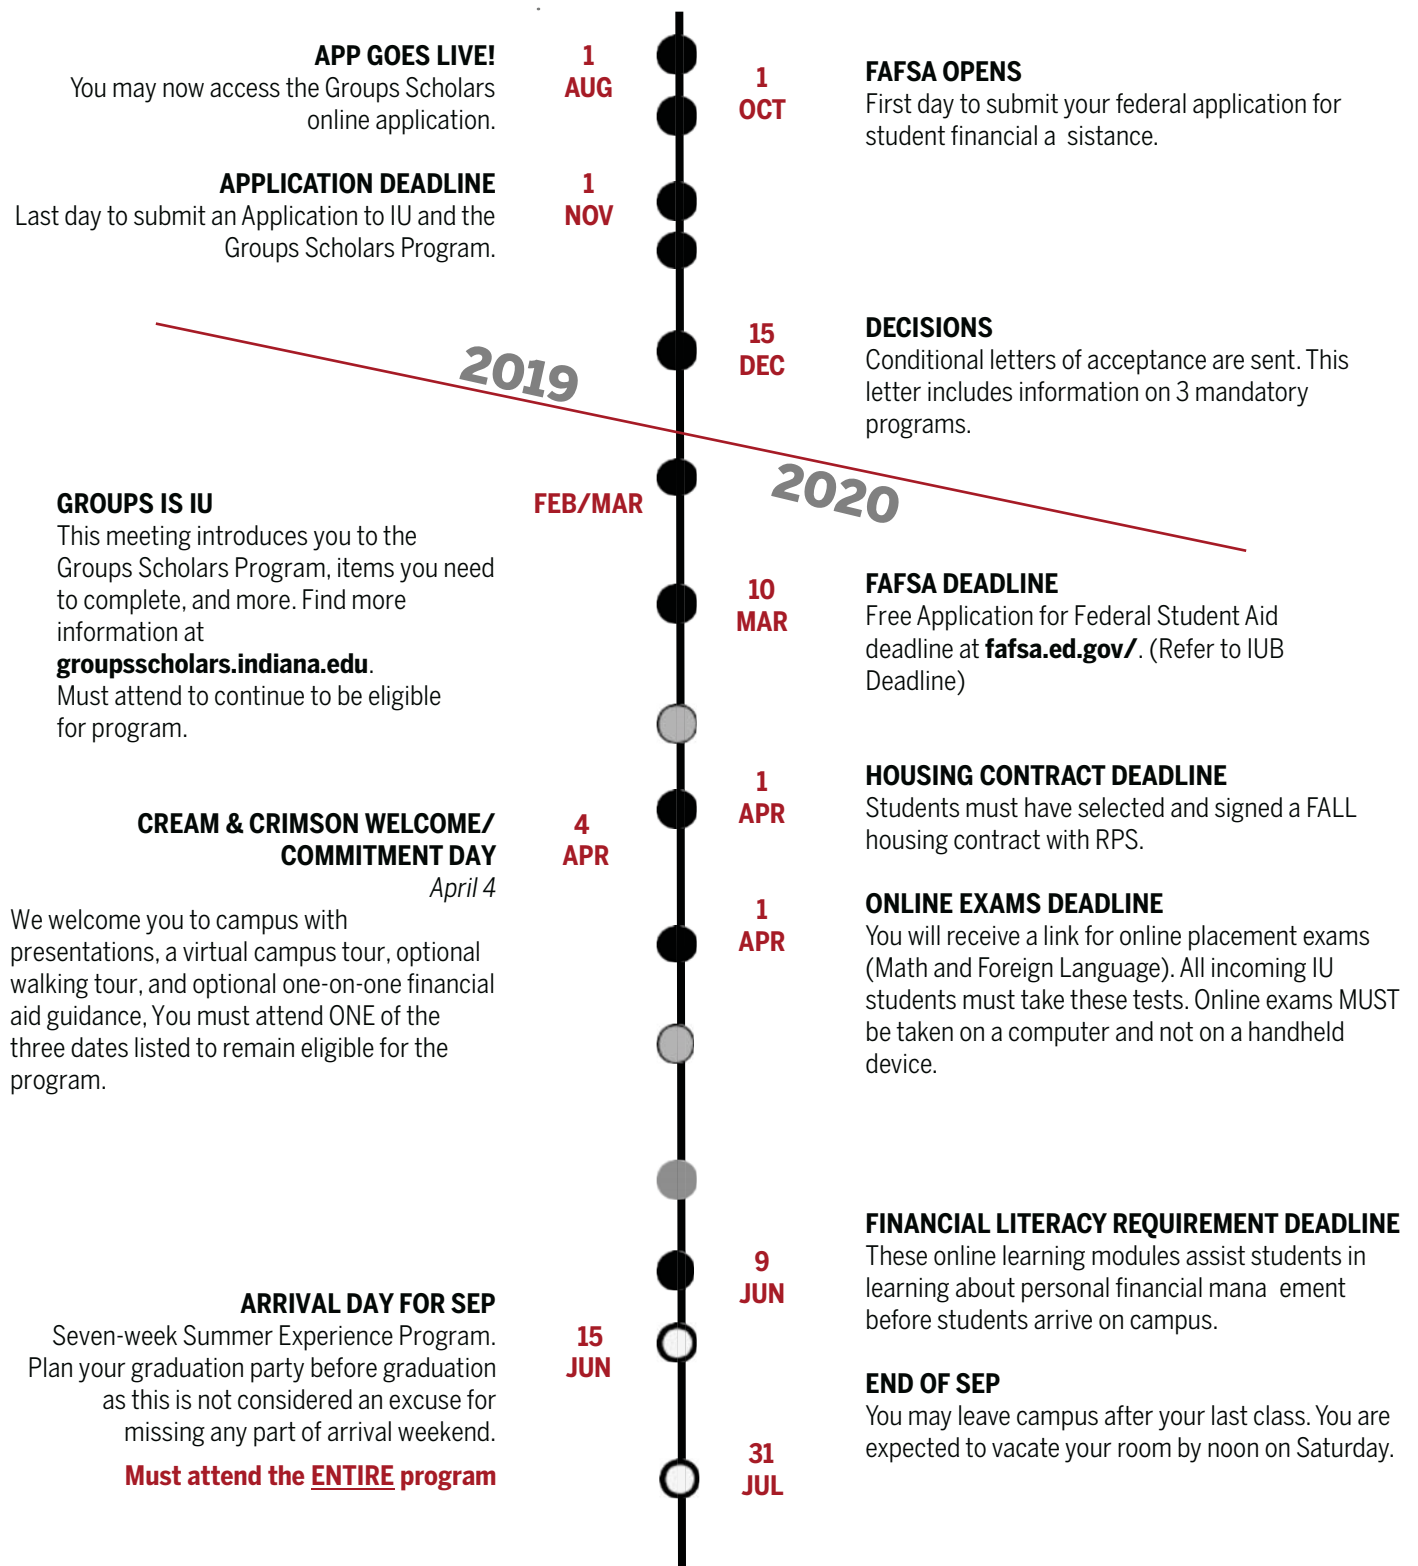 APP GOES LIVE!
You may now access the Groups Scholars
online application.
1
AUG
1
OCT
FAFSA OPENS
First day to submit your federal application for
student financial a sistance.
APPLICATION DEADLINE
Last day to submit an Application to IU and the
Groups Scholars Program.
1
NOV
15
DEC
DECISIONS
Conditional letters of acceptance are sent. This
letter includes information on 3 mandatory
programs.
2019
2020
GROUPS IS IU
This meeting introduces you to the
Groups Scholars Program, items you need
to complete, and more. Find more
information at
groupsscholars.indiana.edu.
Must attend to continue to be eligible
for program.
FEB/MAR
10
MAR
FAFSA DEADLINE
Free Application for Federal Student Aid
deadline at fafsa.ed.gov/. (Refer to IUB
Deadline)
1
APR
HOUSING CONTRACT DEADLINE
Students must have selected and signed a FALL
housing contract with RPS.
CREAM & CRIMSON WELCOME/
COMMITMENT DAY
April 4
We welcome you to campus with
presentations, a virtual campus tour, optional
walking tour, and optional one-on-one financial
aid guidance, You must attend ONE of the
three dates listed to remain eligible for the
program.
4
APR
1
APR
ONLINE EXAMS DEADLINE
You will receive a link for online placement exams
(Math and Foreign Language). All incoming IU
students must take these tests. Online exams MUST
be taken on a computer and not on a handheld
device.
9
JUN
FINANCIAL LITERACY REQUIREMENT DEADLINE
These online learning modules assist students in
learning about personal financial mana ement
before students arrive on campus.
ARRIVAL DAY FOR SEP
Seven-week Summer Experience Program.
Plan your graduation party before graduation
as this is not considered an excuse for
missing any part of arrival weekend.
Must attend the ENTIRE program
15
JUN
31
JUL
END OF SEP
You may leave campus after your last class. You are
expected to vacate your room by noon on Saturday.